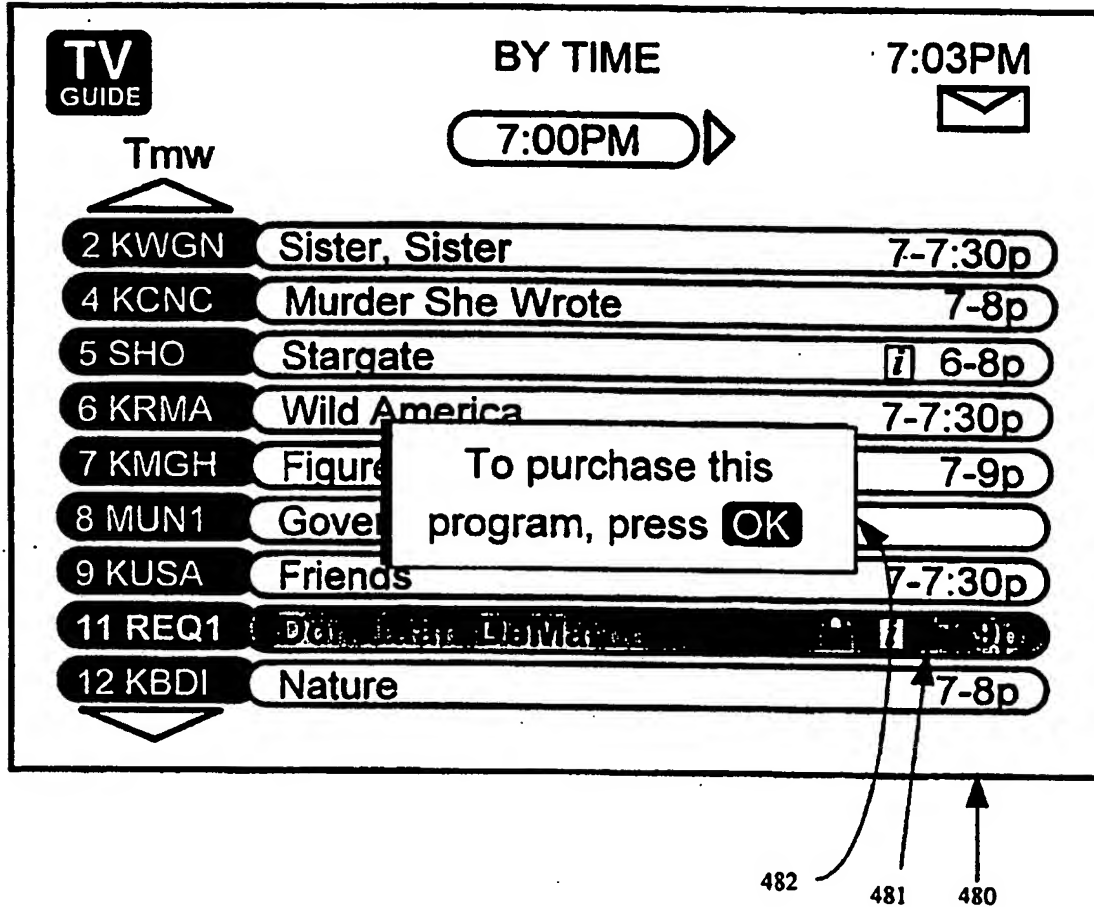 TV
GUIDE
BY TIME
7:03PM
7:00PM
Tmw
2 KWGN Sister, Sister 7-7:30p
4 KCNC Murder She Wrote 7-8p
5 SHO Stargate i 6-8p
6 KRMA Wild America 7-7:30p
7 KMGH Figure 7-9p
8 MUN1 Gover
9 KUSA Friends 7-7:30p
To purchase this
program, press OK
11 REQ1 i
12 KBDI Nature 7-8p
482 481 480